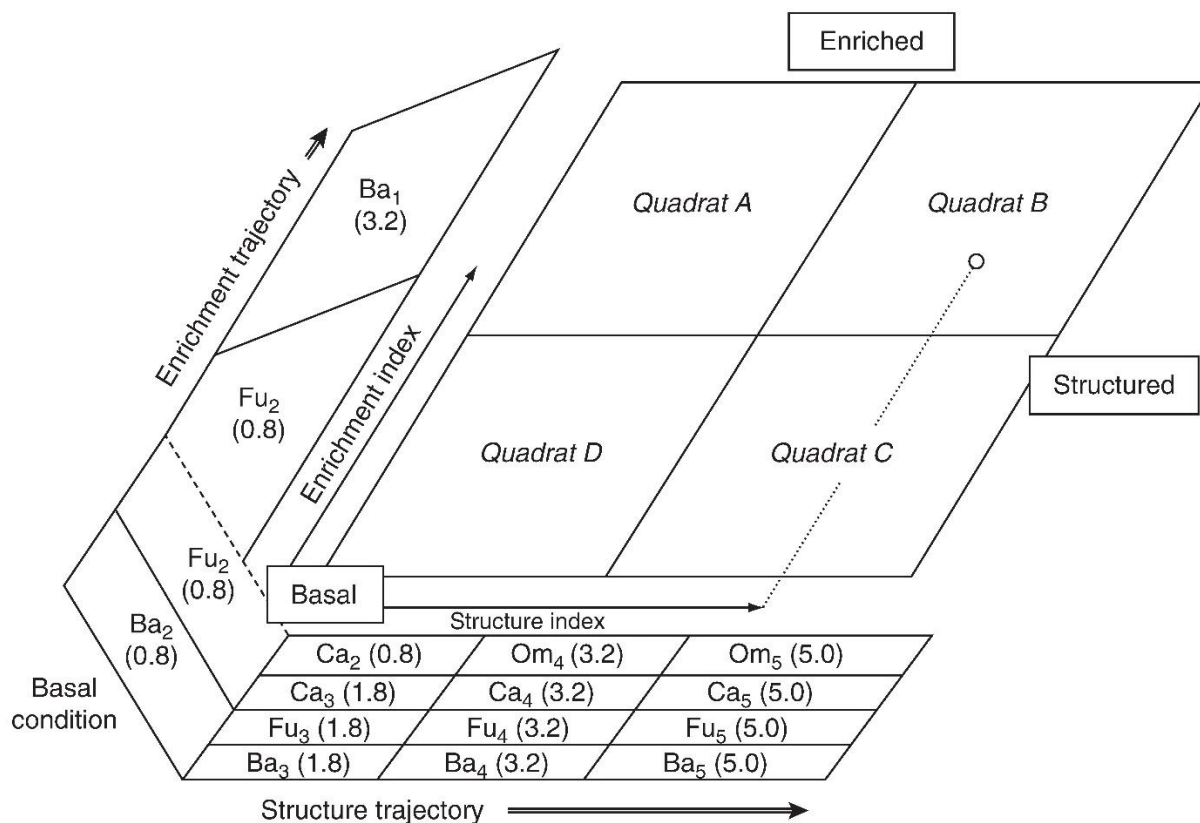 Enriched
Enrichment trajectory
Ba₁
(3.2)
Quadrat A
Quadrat B
Enrichment index
Fu₂
(0.8)
Structured
Quadrat D
Quadrat C
Fu₂
(0.8)
Basal
Structure index
Ba₂
(0.8)
Basal
condition
Ca₂ (0.8) Om₄ (3.2) Om₅ (5.0)
Ca₃ (1.8) Ca₄ (3.2) Ca₅ (5.0)
Fu₃ (1.8) Fu₄ (3.2) Fu₅ (5.0)
Ba₃ (1.8) Ba₄ (3.2) Ba₅ (5.0)
Structure trajectory